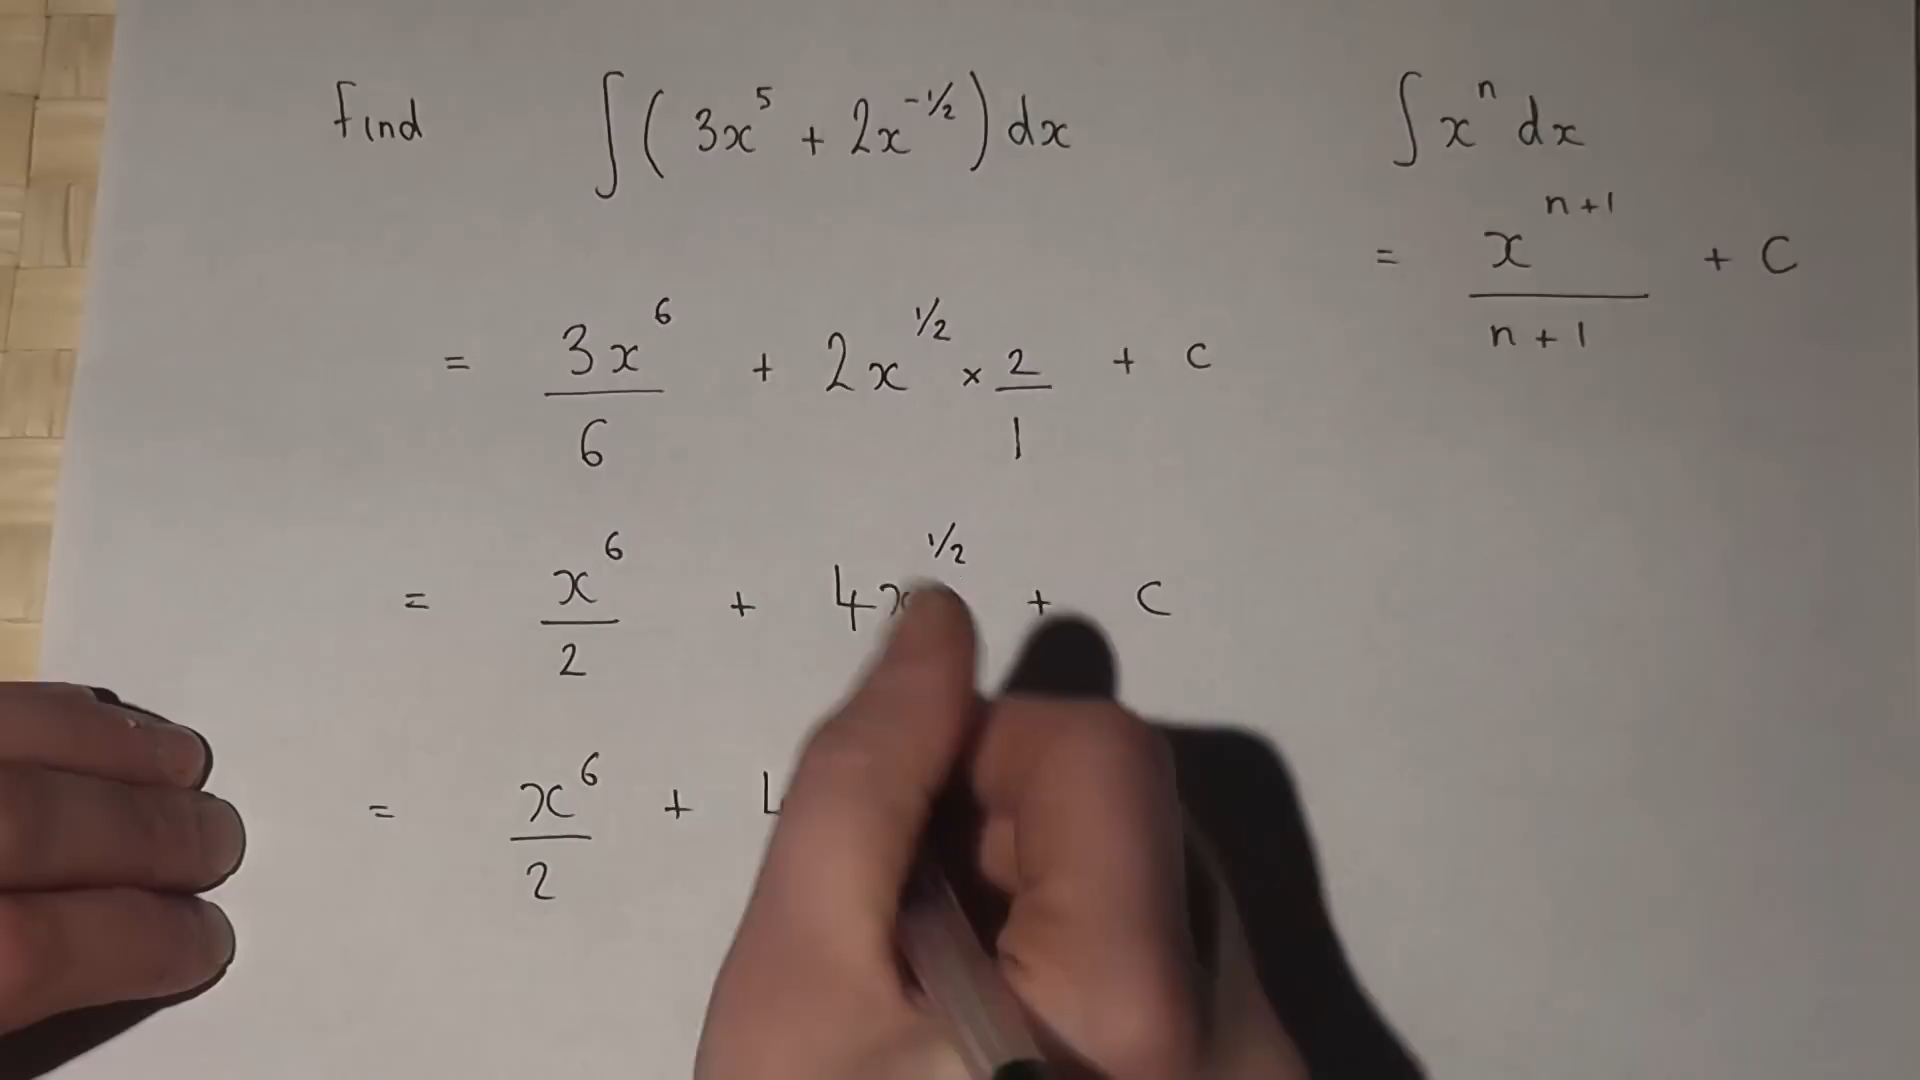 Find ∫(3x⁵ + 2x^(-1/2)) dx
= 3x⁶/6 + 2x^(1/2) × 2/1 + c
= x⁶/2 + 4x^(1/2) + c
= x⁶/2 + 4
∫xⁿ dx
= x^(n+1)/(n+1) + C